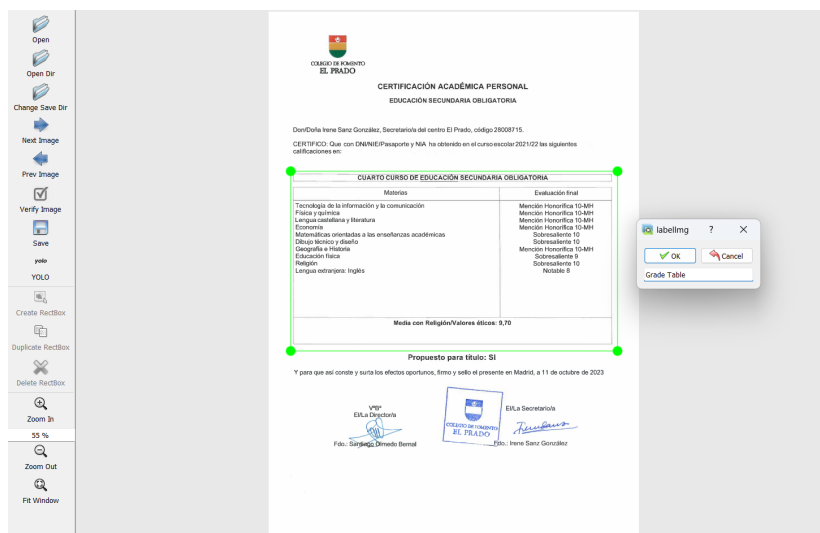 Open
Open Dir
Change Save Dir
Next Image
Prev Image
Verify Image
Save
yolo
YOLO
Create RectBox
Duplicate RectBox
Delete RectBox
Zoom In
55 %
Zoom Out
Fit Window
COLEGIO DE FOMENTO
EL PRADO
CERTIFICACIÓN ACADÉMICA PERSONAL
EDUCACIÓN SECUNDARIA OBLIGATORIA
Don/Doña Irene Sanz González, Secretario/a del centro El Prado, código 28008715.
CERTIFICO: Que con DNI/NIE/Pasaporte y NIA ha obtenido en el curso escolar 2021/22 las siguientes
calificaciones en:
CUARTO CURSO DE EDUCACIÓN SECUNDARIA OBLIGATORIA
Materias Evaluación final
Tecnología de la información y la comunicación Mención Honorífica 10-MH
Física y química Mención Honorífica 10-MH
Lengua castellana y literatura Mención Honorífica 10-MH
Economía Mención Honorífica 10-MH
Matemáticas orientadas a las enseñanzas académicas Sobresaliente 10
Dibujo técnico y diseño Sobresaliente 10
Geografía e Historia Mención Honorífica 10-MH
Educación física Sobresaliente 9
Religión Sobresaliente 10
Lengua extranjera: Inglés Notable 8
Media con Religión/Valores éticos: 9,70
Propuesto para título: SI
Y para que así conste y surta los efectos oportunos, firmo y sello el presente en Madrid, a 11 de octubre de 2023
VºBº
El/La Director/a
El/La Secretario/a
COLEGIO DE FOMENTO
EL PRADO
Fdo.: Santiago Olmedo Bernal
Fdo.: Irene Sanz González
labelImg ? X
OK Cancel
Grade Table